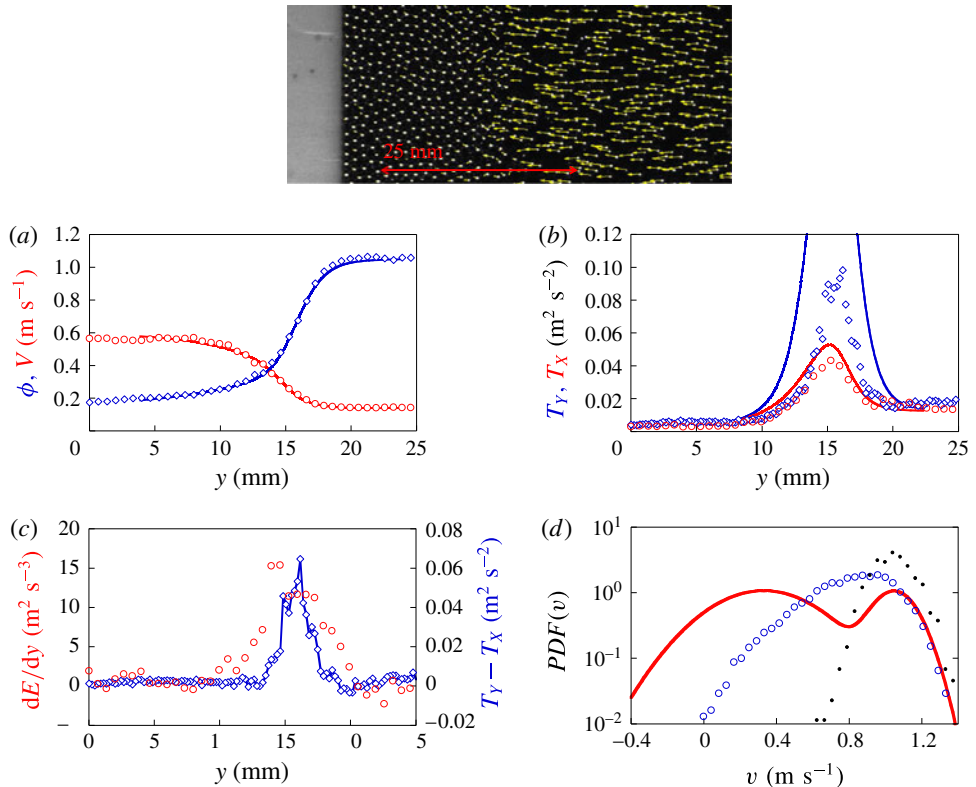 25 mm
(a)
1.2
1.0
0.8
0.6
0.4
0.2
ϕ, V (m s⁻¹)
0 5 10 15 20 25
y (mm)
(b)
0.12
0.10
0.08
0.06
0.04
0.02
T_Y, T_X (m² s⁻²)
0 5 10 15 20 25
y (mm)
(c)
20
15
10
5
0
–
dE/dy (m² s⁻³)
0.08
0.06
0.04
0.02
0
−0.02
T_Y − T_X (m² s⁻²)
0 5 0 15 0 5
y (mm)
(d)
10¹
10⁰
10⁻¹
10⁻²
PDF(v)
−0.4 0 0.4 0.8 1.2
v (m s⁻¹)